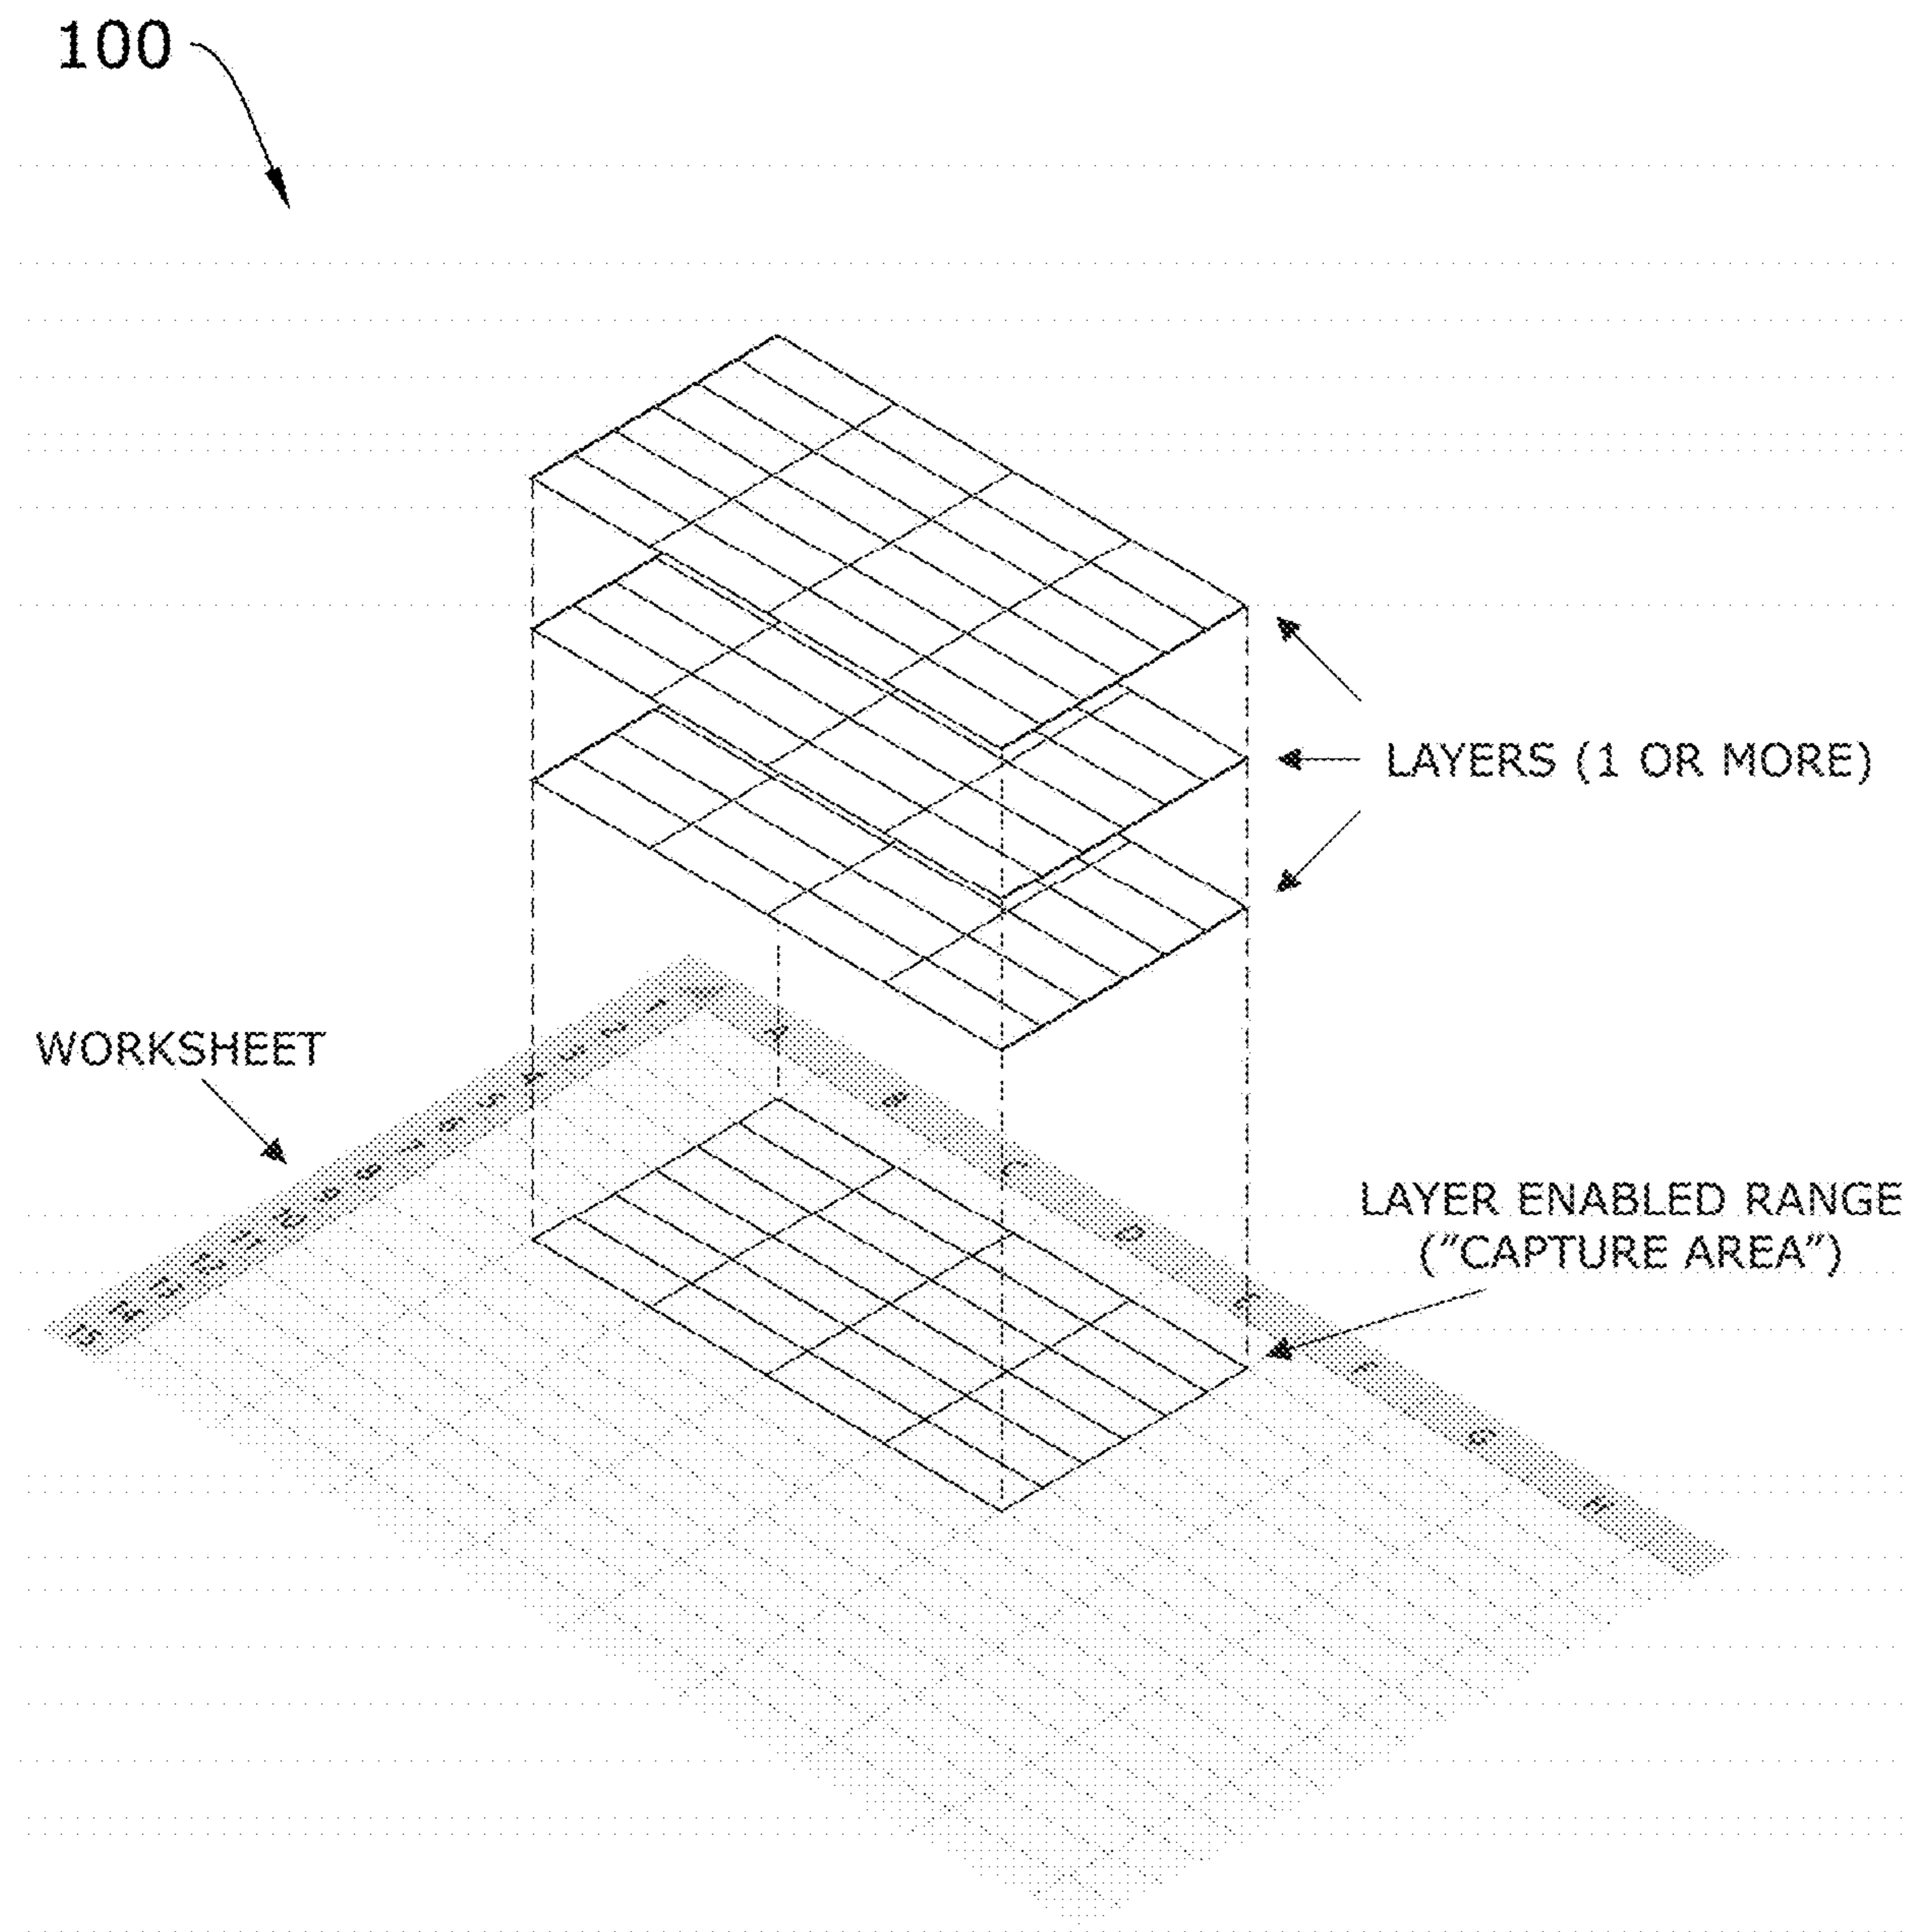 100
LAYERS (1 OR MORE)
WORKSHEET
LAYER ENABLED RANGE
("CAPTURE AREA")